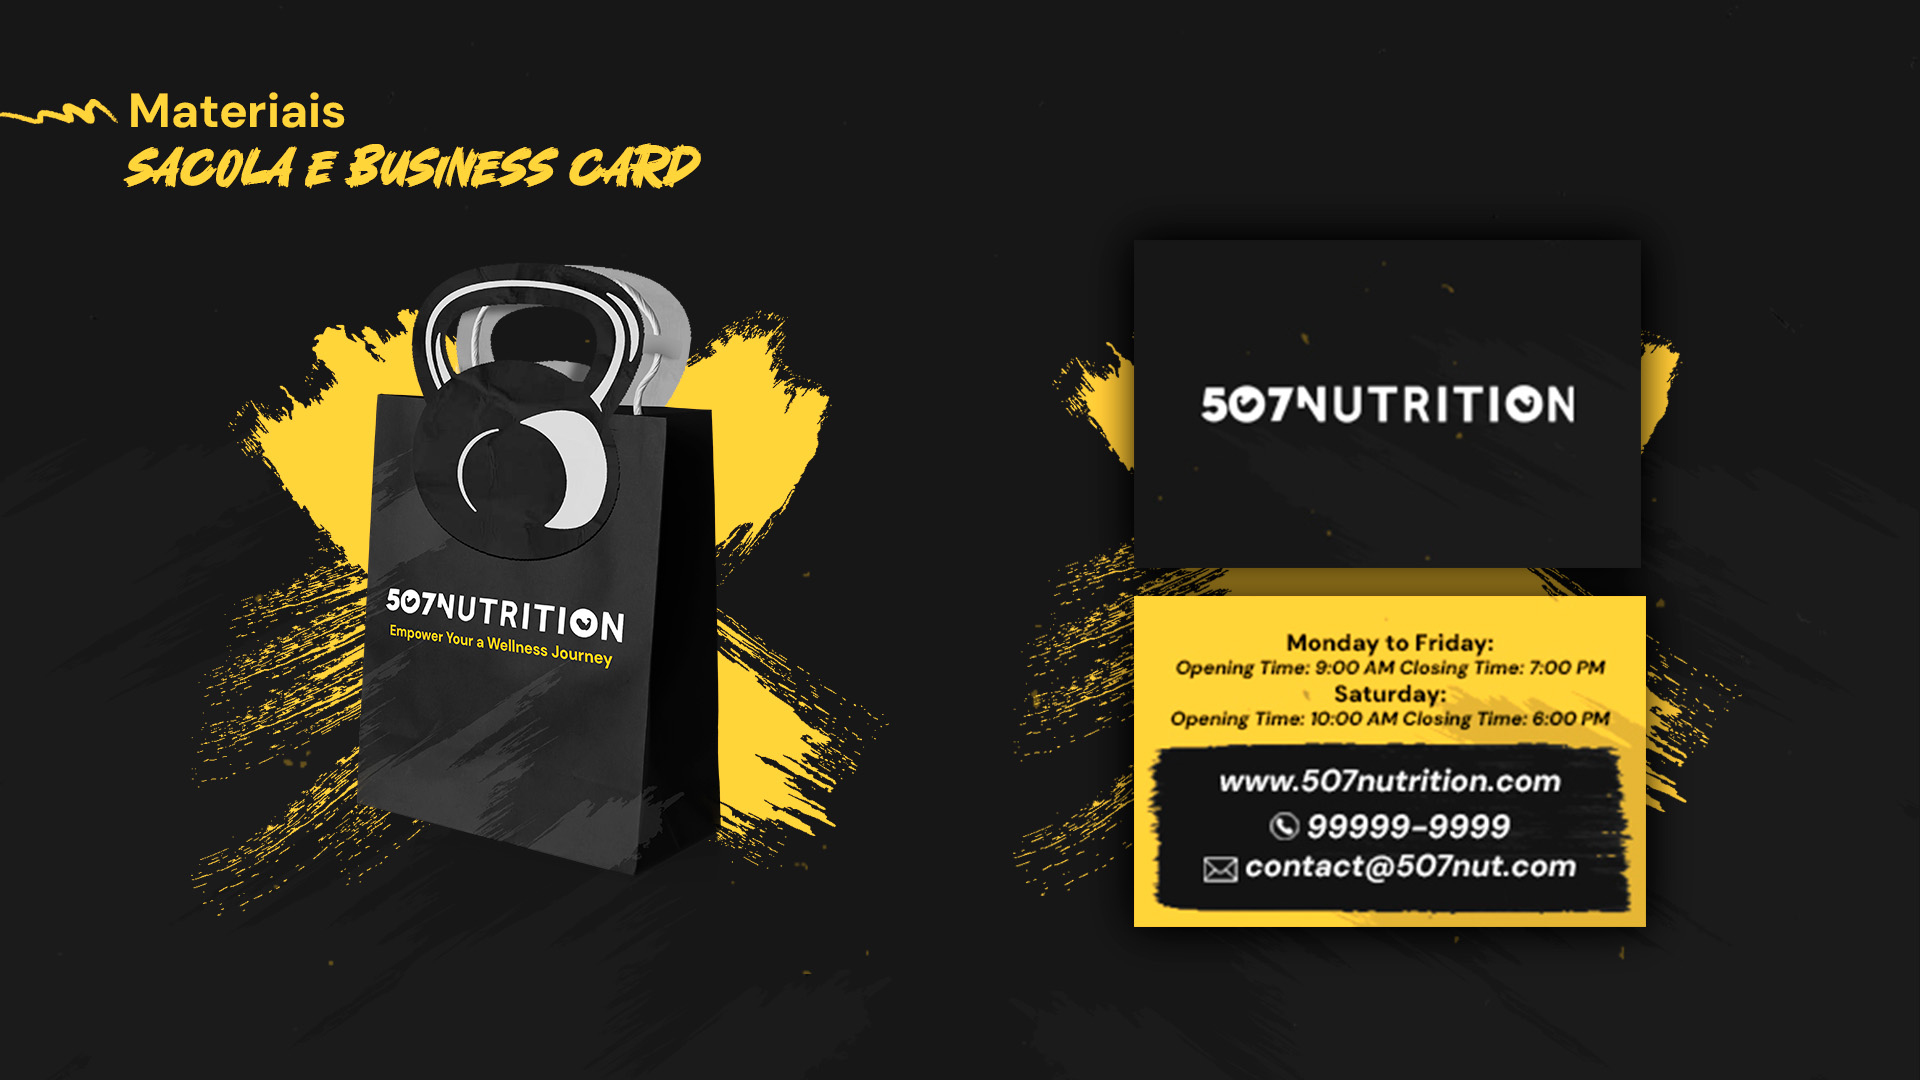 Materiais
SACOLA E BUSINESS CARD
507NUTRITION
Empower Your a Wellness Journey
507NUTRITION
Monday to Friday:
Opening Time: 9:00 AM Closing Time: 7:00 PM
Saturday:
Opening Time: 10:00 AM Closing Time: 6:00 PM
www.507nutrition.com
99999-9999
contact@507nut.com